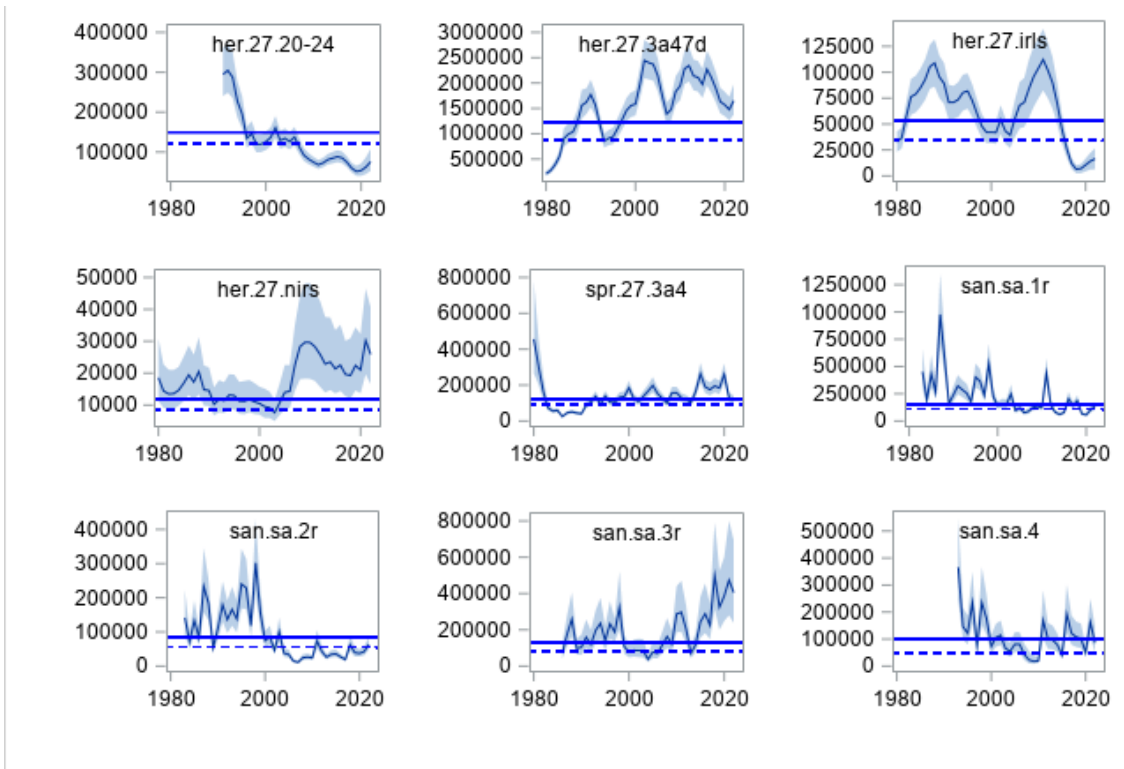 400000
300000
200000
100000
her.27.20-24
1980 2000 2020
3000000
2500000
2000000
1500000
1000000
500000
her.27.3a47d
1980 2000 2020
125000
100000
75000
50000
25000
0
her.27.irls
1980 2000 2020
50000
40000
30000
20000
10000
her.27.nirs
1980 2000 2020
800000
600000
400000
200000
0
spr.27.3a4
1980 2000 2020
1250000
1000000
750000
500000
250000
0
san.sa.1r
1980 2000 2020
400000
300000
200000
100000
0
san.sa.2r
1980 2000 2020
800000
600000
400000
200000
0
san.sa.3r
1980 2000 2020
500000
400000
300000
200000
100000
0
san.sa.4
1980 2000 2020